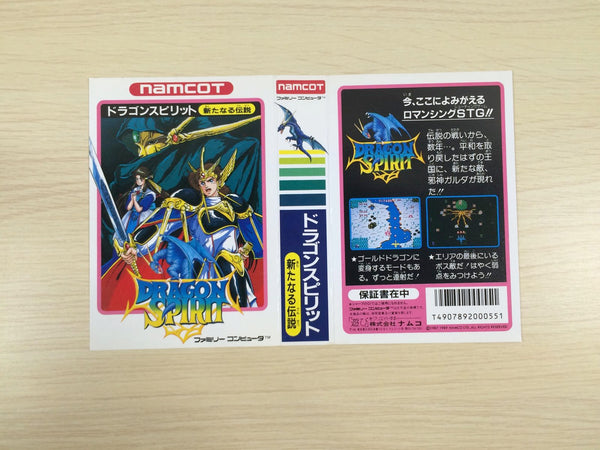 namcot
ドラゴンスピリット 新たなる伝説
DRAGON
SPIRIT
ファミリー コンピュータ™
namcot
ファミリー コンピュータ™
ドラゴンスピリット
新たなる伝説
今、ここによみがえる
ロマンシングSTG!!
DRAGON
SPIRIT
伝説の戦いから、
数年…。平和を取
り戻したはずの王
国に、新たな敵、
邪神ガルダが現れ
た!!
★ゴールドドラゴンに
変身するモードもあ
る。ずっと連射だ!
★エリアの最後にいる
ボス敵だ!はやく弱
点をみつけよう!!
保証書在中
株式会社ナムコ
T4907892000551